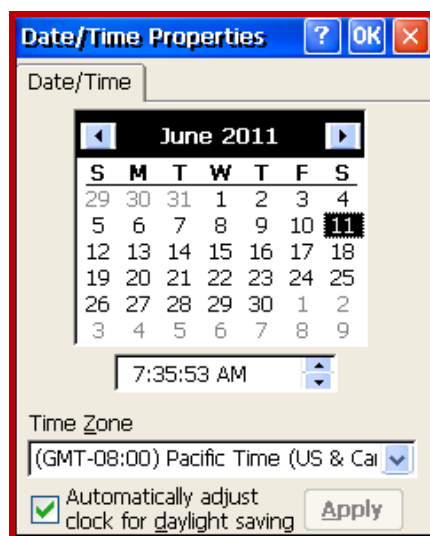 Date/Time Properties ? OK
Date/Time
June 2011
S M T W T F S
29 30 31 1 2 3 4
5 6 7 8 9 10 11
12 13 14 15 16 17 18
19 20 21 22 23 24 25
26 27 28 29 30 1 2
3 4 5 6 7 8 9
7:35:53 AM
Time Zone
(GMT-08:00) Pacific Time (US & Ca
Automatically adjust
clock for daylight saving
Apply